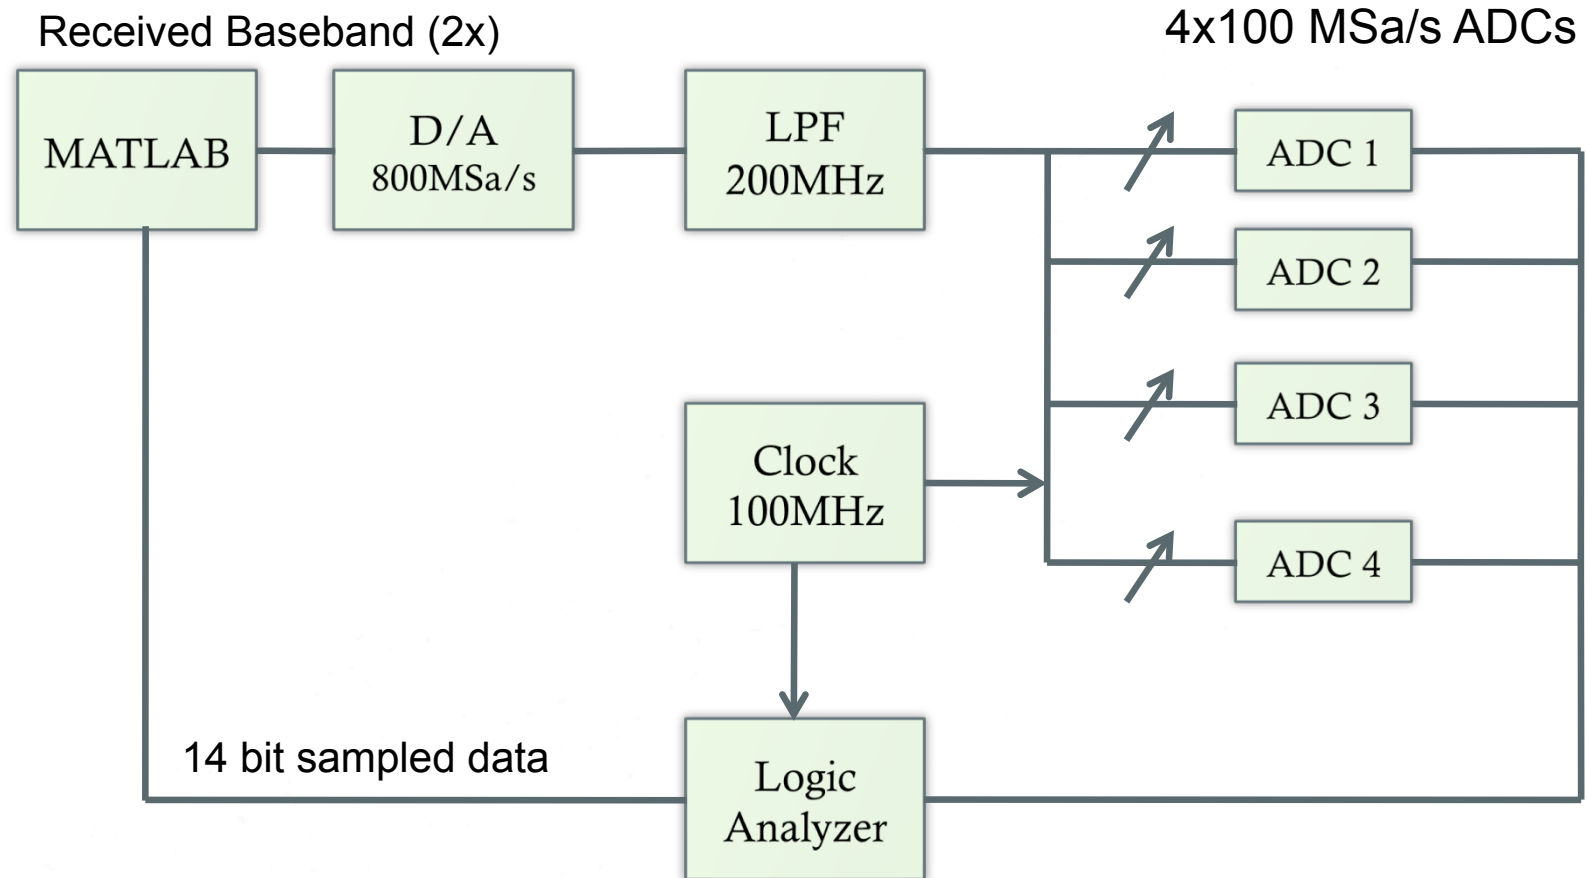 Received Baseband (2x)
4x100 MSa/s ADCs
MATLAB
D/A
800MSa/s
LPF
200MHz
ADC 1
ADC 2
ADC 3
Clock
100MHz
ADC 4
14 bit sampled data
Logic
Analyzer